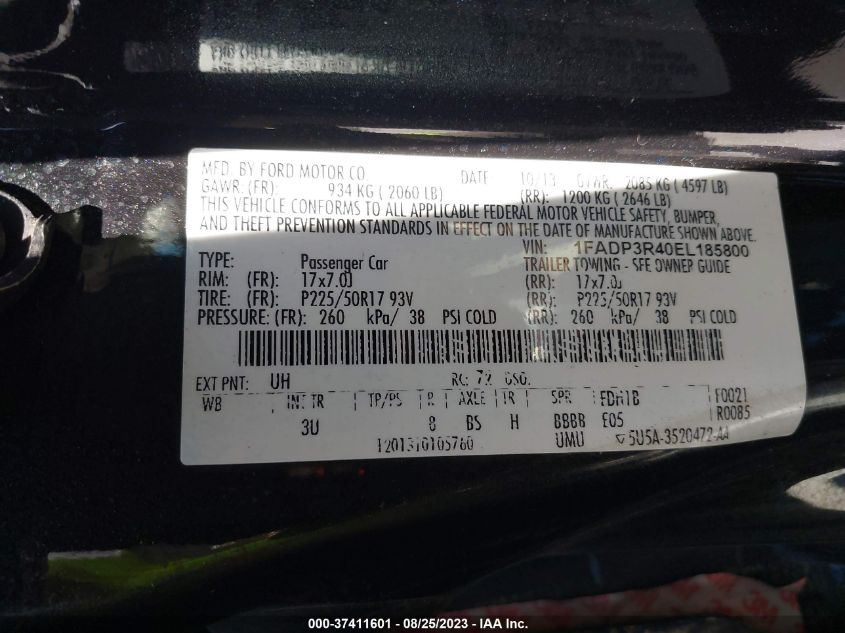 MFD. BY FORD MOTOR CO. DATE: 10/13 GVWR: 2085 KG ( 4597 LB)
GAWR: (FR): 934 KG ( 2060 LB) (RR): 1200 KG ( 2646 LB)
THIS VEHICLE CONFORMS TO ALL APPLICABLE FEDERAL MOTOR VEHICLE SAFETY, BUMPER,
AND THEFT PREVENTION STANDARDS IN EFFECT ON THE DATE OF MANUFACTURE SHOWN ABOVE.
VIN: 1FADP3R40EL185800
TYPE: Passenger Car TRAILER TOWING - SEE OWNER GUIDE
RIM: (FR): 17x7.0J (RR): 17x7.0J
TIRE: (FR): P225/50R17 93V (RR): P225/50R17 93V
PRESSURE: (FR): 260 kPa/ 38 PSI COLD (RR): 260 kPa/ 38 PSI COLD
EXT PNT: UH RC: 72 DSO:
WB INT TR TP/PS R AXLE TR SPR FDH1B F0021
3U 8 BS H BBBB E05 R0085
1201310105760 UMU 5U5A-3520472-AA
000-37411601 - 08/25/2023 - IAA Inc.